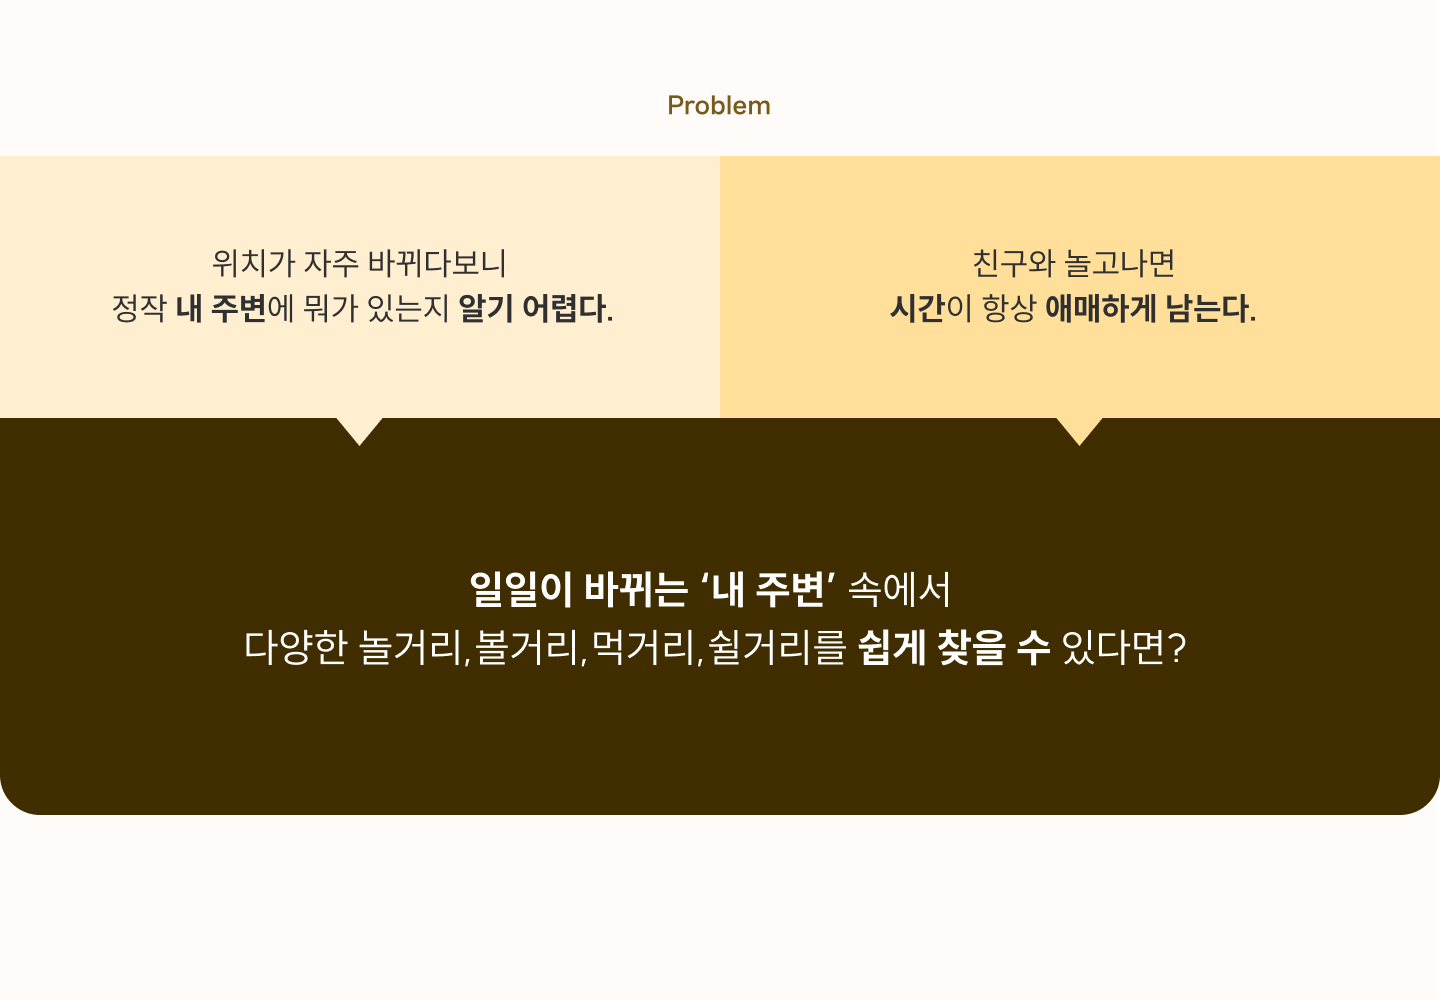 Problem
위치가 자주 바뀌다보니
정작 내 주변에 뭐가 있는지 알기 어렵다.
친구와 놀고나면
시간이 항상 애매하게 남는다.
일일이 바뀌는 ‘내 주변’ 속에서
다양한 놀거리,볼거리,먹거리,쉴거리를 쉽게 찾을 수 있다면?